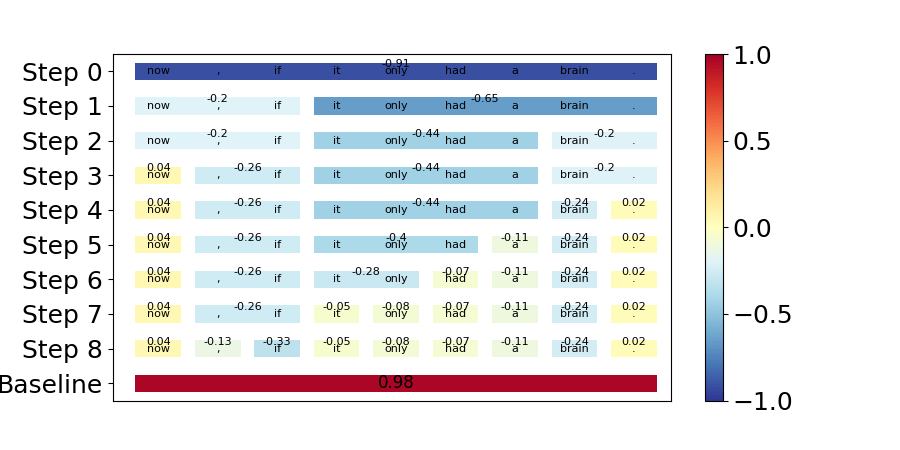 -0.91
Step 0 now , if it only had a brain .
-0.2 -0.65
Step 1 now , if it only had a brain .
-0.2 -0.44 -0.2
Step 2 now , if it only had a brain .
0.04 -0.26 -0.44 -0.2
Step 3 now , if it only had a brain .
0.04 -0.26 -0.44 -0.24 0.02
Step 4 now , if it only had a brain .
0.04 -0.26 -0.4 -0.11 -0.24 0.02
Step 5 now , if it only had a brain .
0.04 -0.26 -0.28 -0.07 -0.11 -0.24 0.02
Step 6 now , if it only had a brain .
0.04 -0.26 -0.05 -0.08 -0.07 -0.11 -0.24 0.02
Step 7 now , if it only had a brain .
0.04 -0.13 -0.33 -0.05 -0.08 -0.07 -0.11 -0.24 0.02
Step 8 now , if it only had a brain .
Baseline 0.98
1.0
0.5
0.0
−0.5
−1.0